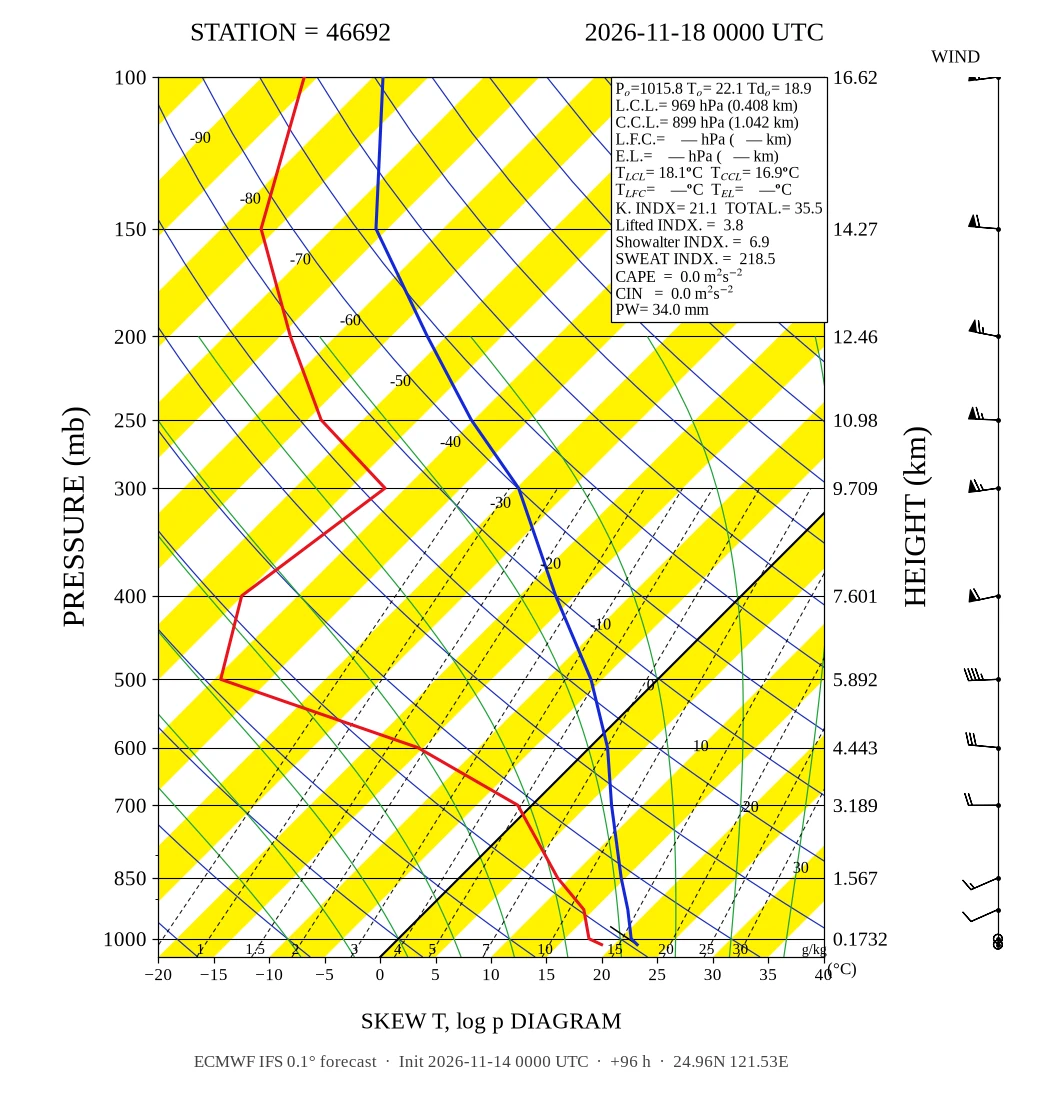 STATION = 46692
2026-11-18 0000 UTC
WIND
Pₒ=1015.8 Tₒ= 22.1 Tdₒ= 18.9
L.C.L.= 969 hPa (0.408 km)
C.C.L.= 899 hPa (1.042 km)
L.F.C.= — hPa ( — km)
E.L.= — hPa ( — km)
T_LCL= 18.1°C T_CCL= 16.9°C
T_LFC= —°C T_EL= —°C
K. INDX= 21.1 TOTAL.= 35.5
Lifted INDX. = 3.8
Showalter INDX. = 6.9
SWEAT INDX. = 218.5
CAPE = 0.0 m²s⁻²
CIN = 0.0 m²s⁻²
PW= 34.0 mm
PRESSURE (mb)
100
150
200
250
300
400
500
600
700
850
1000
HEIGHT (km)
16.62
14.27
12.46
10.98
9.709
7.601
5.892
4.443
3.189
1.567
0.1732
-90
-80
-70
-60
-50
-40
-30
-20
-10
0
10
20
30
1 1.5 2 3 4 5 7 10 15 20 25 30 g/kg
−20 −15 −10 −5 0 5 10 15 20 25 30 35 40 (°C)
SKEW T, log p DIAGRAM
ECMWF IFS 0.1° forecast · Init 2026-11-14 0000 UTC · +96 h · 24.96N 121.53E